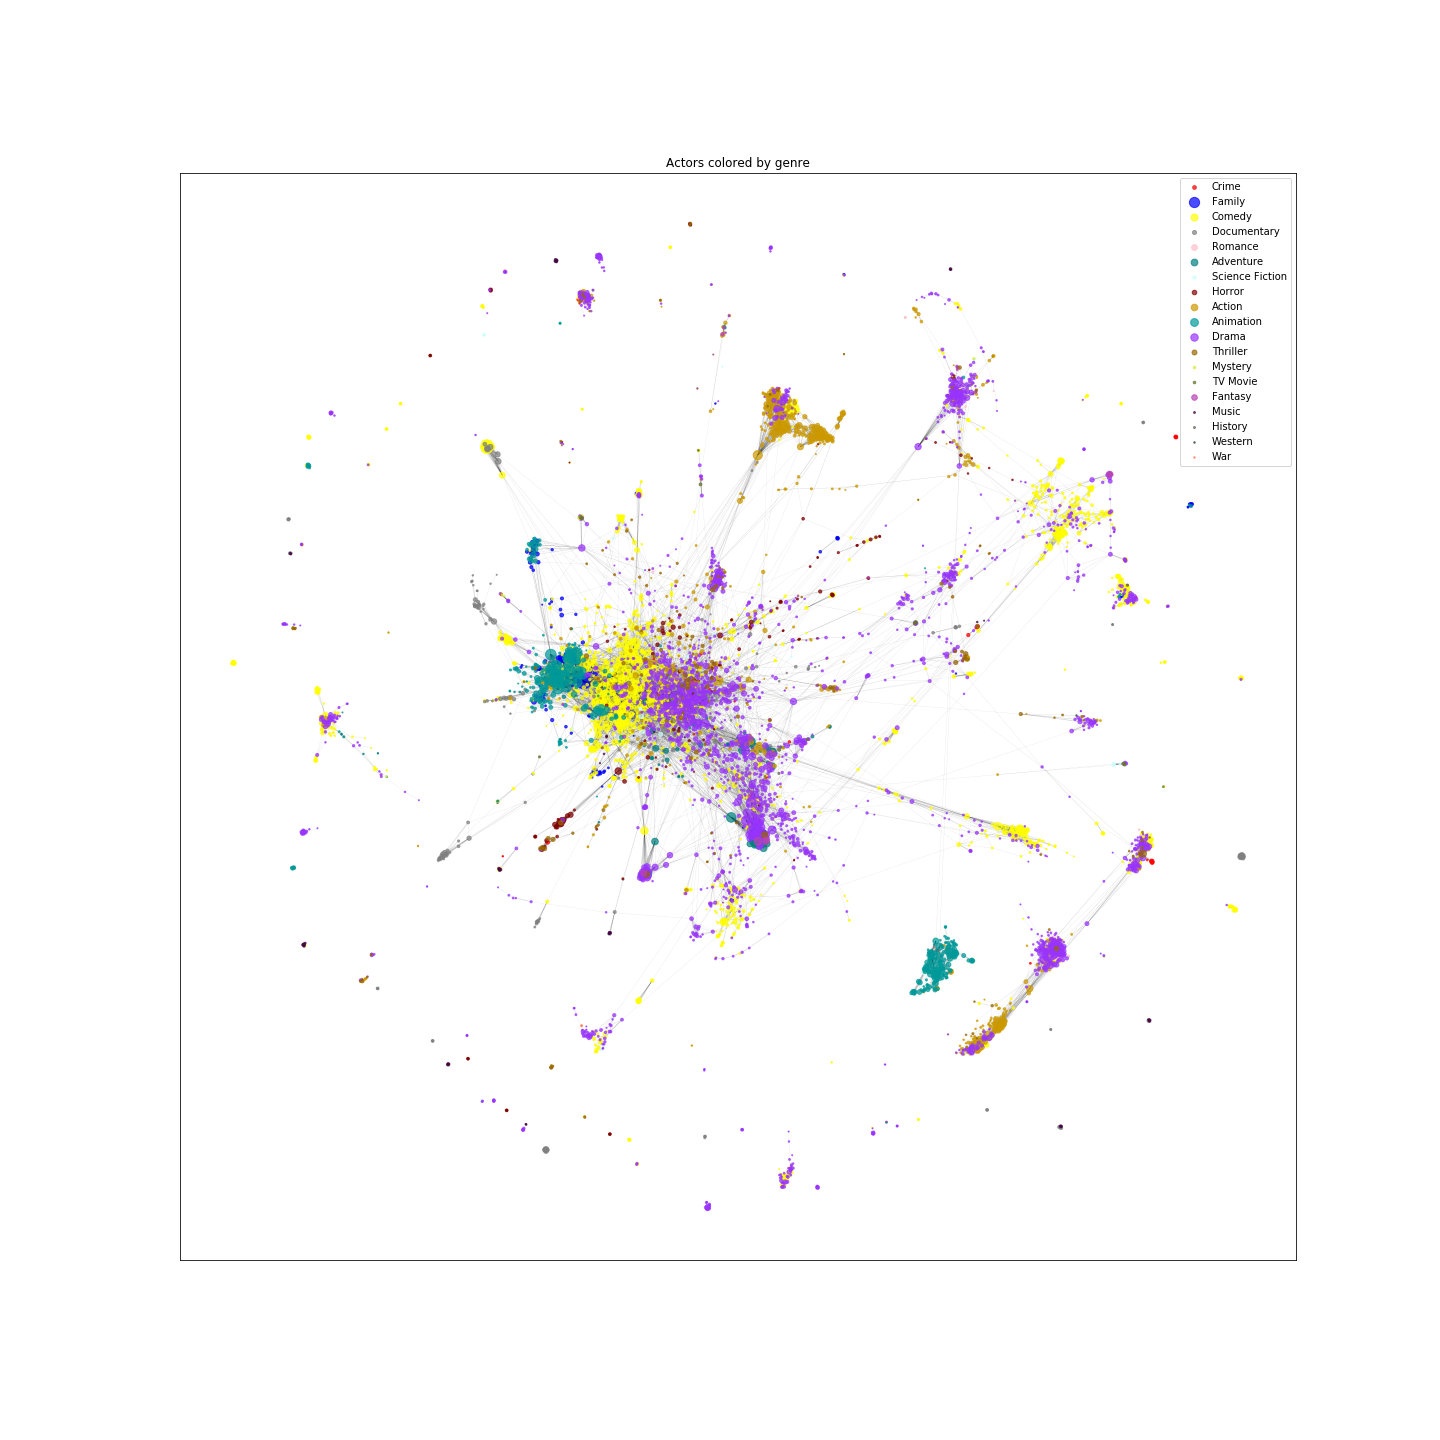 Actors colored by genre
Crime
Family
Comedy
Documentary
Romance
Adventure
Science Fiction
Horror
Action
Animation
Drama
Thriller
Mystery
TV Movie
Fantasy
Music
History
Western
War